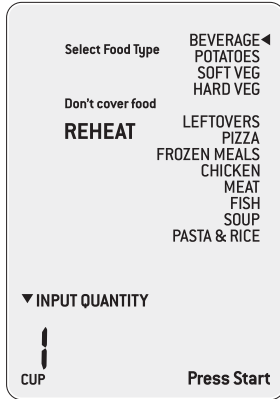 BEVERAGE◀
Select Food Type
POTATOES
SOFT VEG
HARD VEG
Don't cover food
REHEAT
LEFTOVERS
PIZZA
FROZEN MEALS
CHICKEN
MEAT
FISH
SOUP
PASTA & RICE
▼INPUT QUANTITY
1
CUP
Press Start